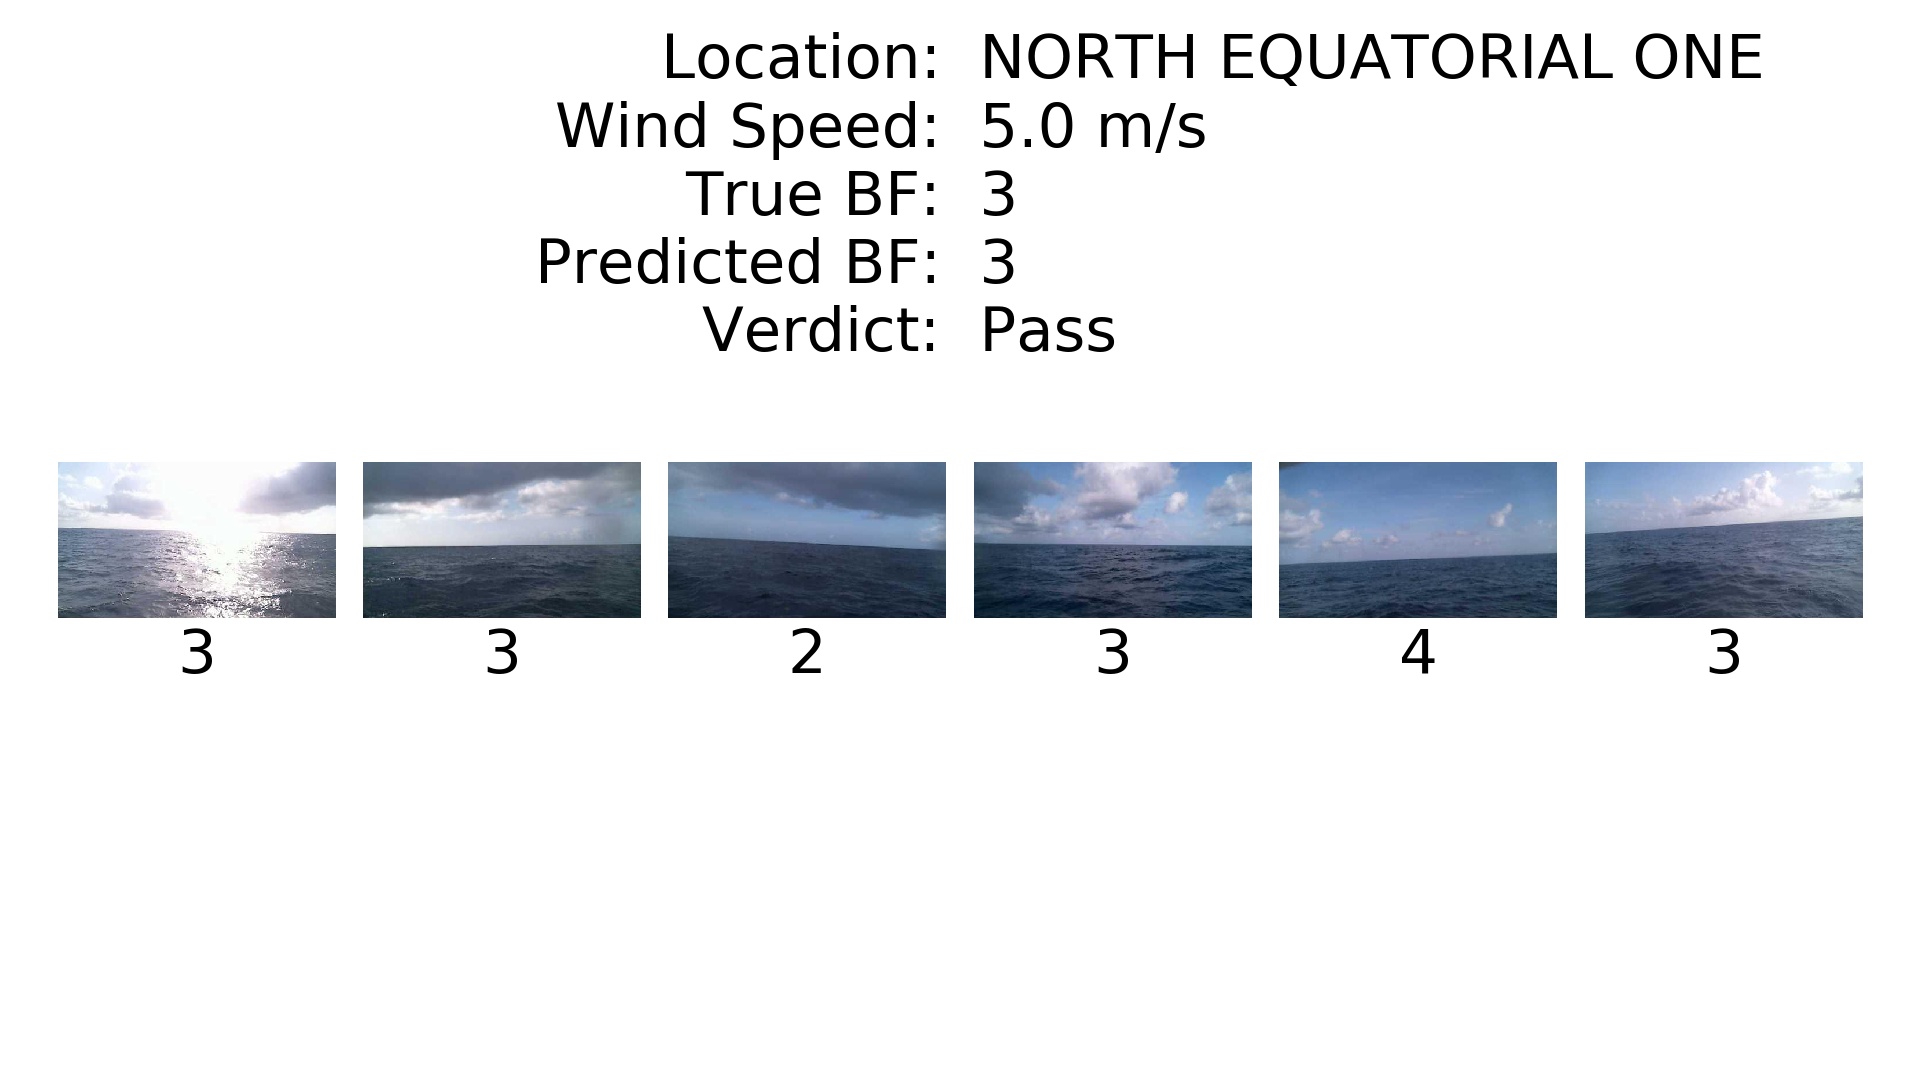 Location: NORTH EQUATORIAL ONE
Wind Speed: 5.0 m/s
True BF: 3
Predicted BF: 3
Verdict: Pass
3 3 2 3 4 3